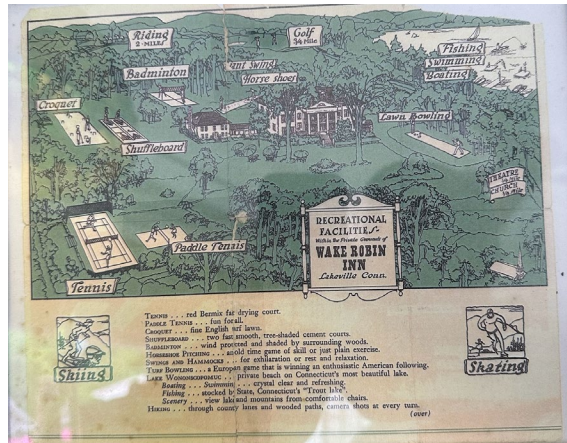 Riding
2 MILES
Golf
3/4 Mile
Fishing
Swimming
Boating
Badminton
Swing
Horse shoes
Croquet
Shuffleboard
Lawn Bowling
THEATRE
CHURCH
RECREATIONAL
FACILITIES
Within the Private Grounds of
WAKE ROBIN
INN
Lakeville Conn.
Paddle Tennis
Tennis
TENNIS . . . red Bermix fast drying court.
PADDLE TENNIS . . . fun for all.
CROQUET . . . fine English turf lawn.
SHUFFLEBOARD . . . two fast smooth, tree-shaded cement courts.
BADMINTON . . . wind protected and shaded by surrounding woods.
HORSESHOE PITCHING . . . an old time game of skill or just plain exercise.
SWINGS AND HAMMOCKS . . . for exhilaration or rest and relaxation.
TURF BOWLING . . . a European game that is winning an enthusiastic American following.
LAKE WONONSCOPOMUC . . . private beach on Connecticut's most beautiful lake.
Boating . . . Swimming . . . crystal clear and refreshing.
Fishing . . . stocked by State, Connecticut's "Trout lake".
Scenery . . . view lake and mountains from comfortable chairs.
HIKING . . . through county lanes and wooded paths, camera shots at every turn.
(over)
Skiing
Skating